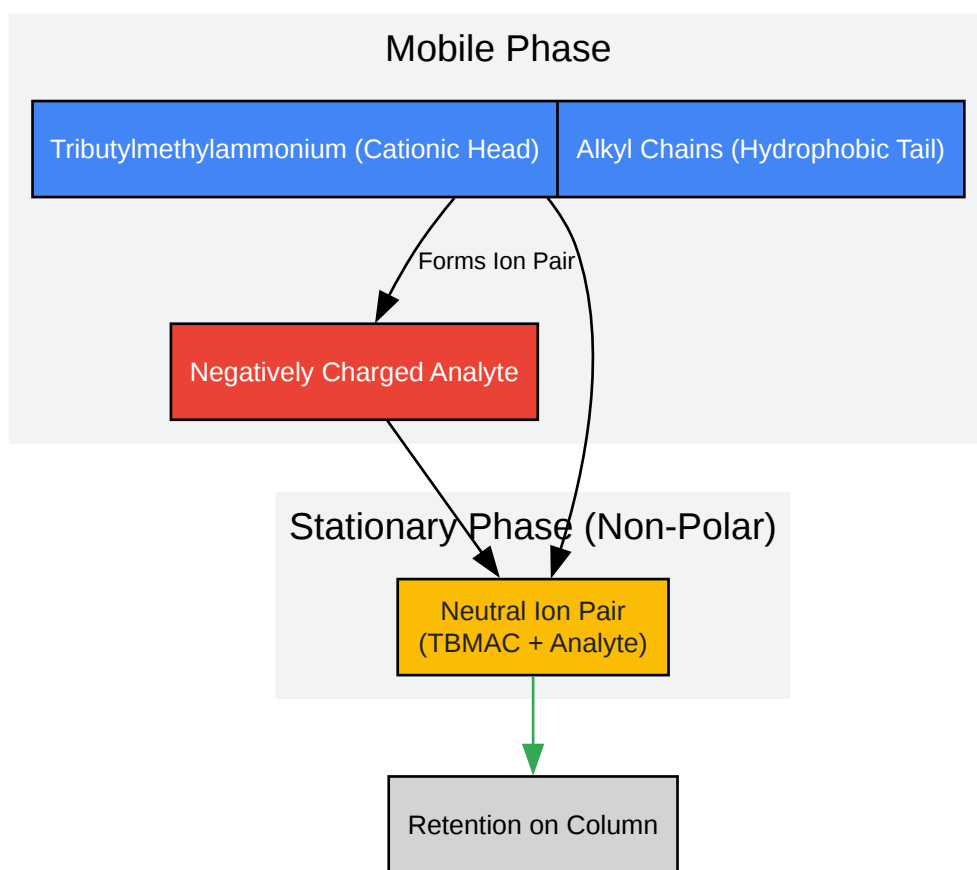 Mobile Phase
Tributylmethylammonium (Cationic Head)
Alkyl Chains (Hydrophobic Tail)
Forms Ion Pair
Negatively Charged Analyte
Stationary Phase (Non-Polar)
Neutral Ion Pair
(TBMAC + Analyte)
Retention on Column